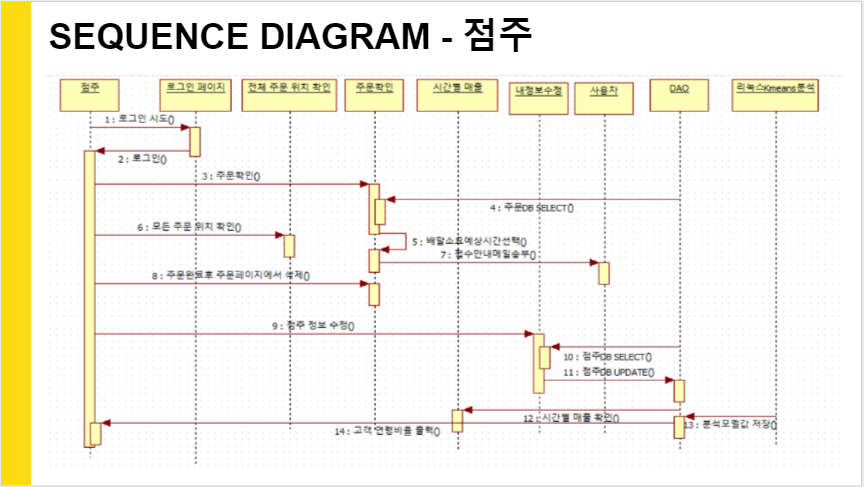 SEQUENCE DIAGRAM - 점주
점주
로그인 페이지
전체 주문 위치 확인
주문확인
시간별 매출
내정보수정
사용자
DAO
리눅스Kmeans분석
1 : 로그인 시도()
2 : 로그인()
3 : 주문확인()
4 : 주문DB SELECT()
6 : 모든 주문 위치 확인()
5 : 배달소요예상시간선택()
7 : 접수안내메일송부()
8 : 주문완료후 주문페이지에서 삭제()
9 : 점주 정보 수정()
10 : 점주DB SELECT()
11 : 점주DB UPDATE()
12 : 시간별 매출 확인()
13 : 분석모델값 저장()
14 : 고객 연령비율 출력()